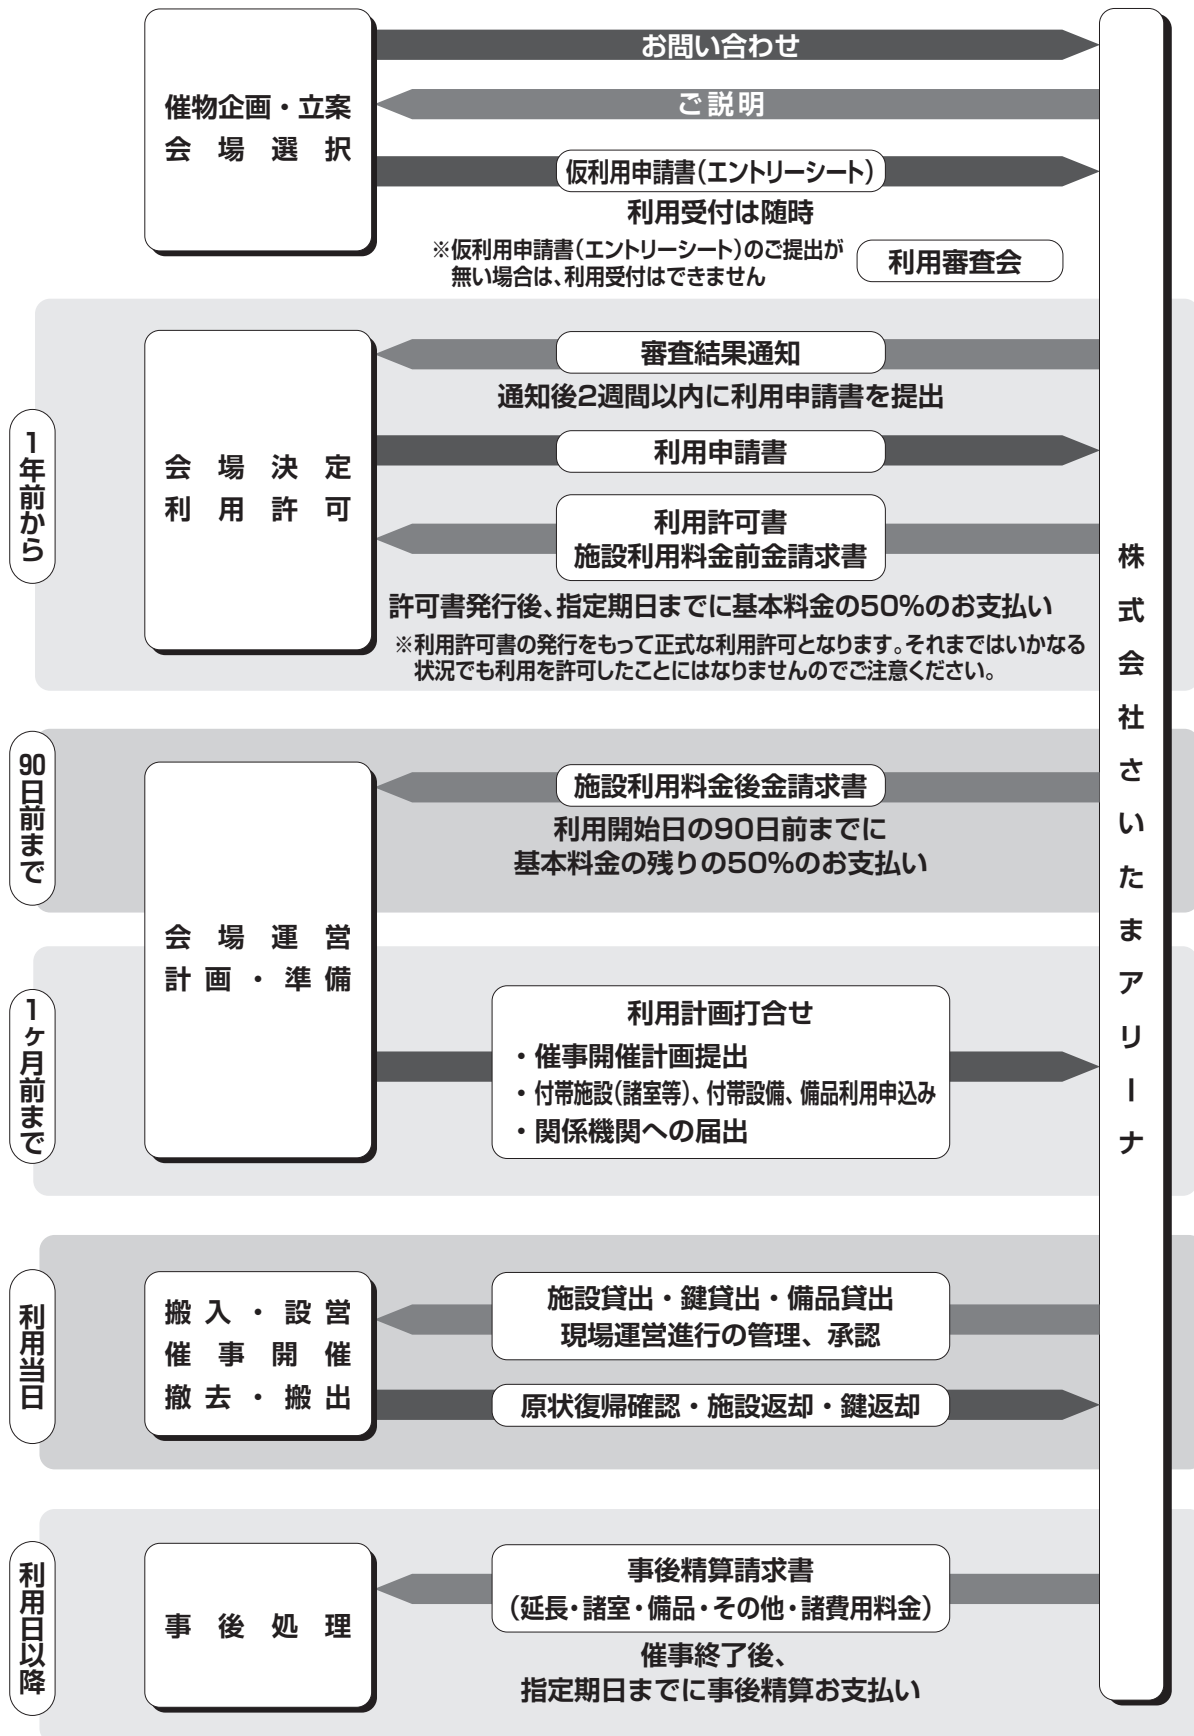 催物企画・立案
会場選択
お問い合わせ
ご説明
仮利用申請書(エントリーシート)
利用受付は随時
※仮利用申請書(エントリーシート)のご提出が
無い場合は、利用受付はできません
利用審査会
1年前から
会場決定
利用許可
審査結果通知
通知後2週間以内に利用申請書を提出
利用申請書
利用許可書
施設利用料金前金請求書
許可書発行後、指定期日までに基本料金の50%のお支払い
※利用許可書の発行をもって正式な利用許可となります。それまではいかなる
状況でも利用を許可したことにはなりませんのでご注意ください。
90日前まで
会場運営
計画・準備
施設利用料金後金請求書
利用開始日の90日前までに
基本料金の残りの50%のお支払い
1ヶ月前まで
利用計画打合せ
・催事開催計画提出
・付帯施設(諸室等)、付帯設備、備品利用申込み
・関係機関への届出
利用当日
搬入・設営
催事開催
撤去・搬出
施設貸出・鍵貸出・備品貸出
現場運営進行の管理、承認
原状復帰確認・施設返却・鍵返却
利用日以降
事後処理
事後精算請求書
(延長・諸室・備品・その他・諸費用料金)
催事終了後、
指定期日までに事後精算お支払い
株式会社さいたまアリーナ